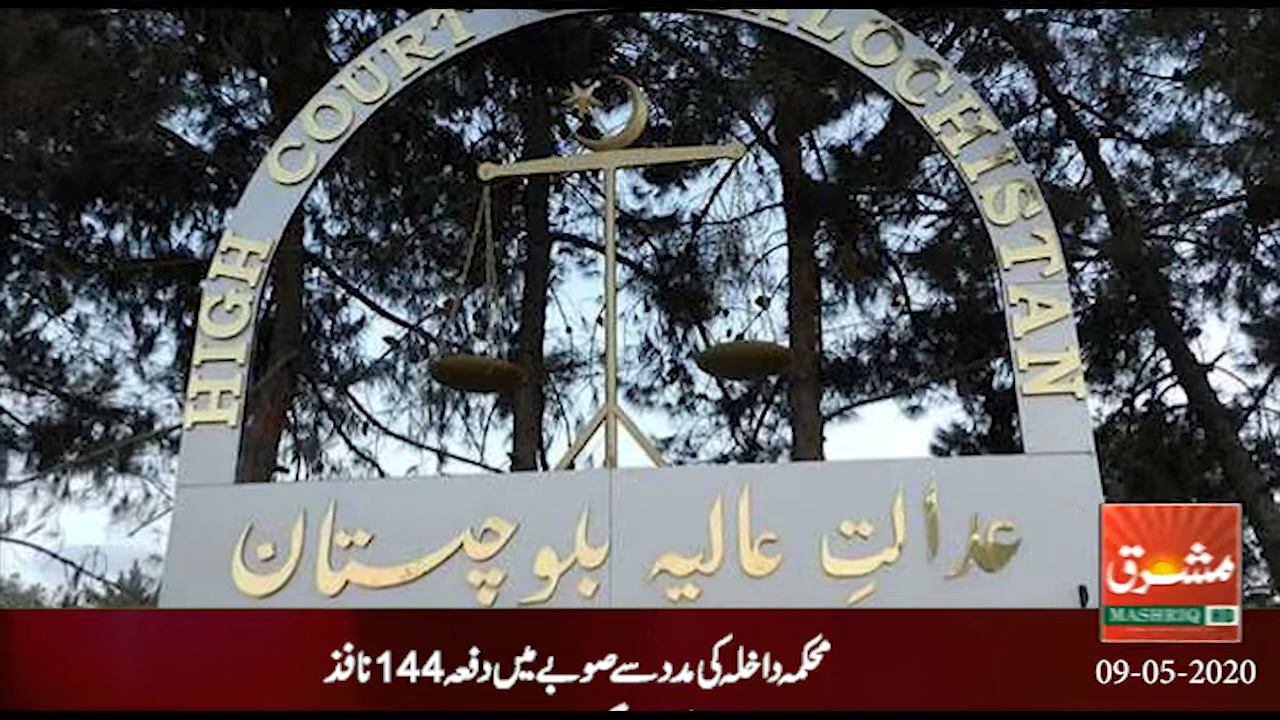 HIGH COURT BALOCHISTAN
عدالتِ عالیہ بلوچستان
مشرق
MASHRIQ HD
محکمہ داخلہ کی مدد سے صوبے میں دفعہ 144 نافذ
09-05-2020